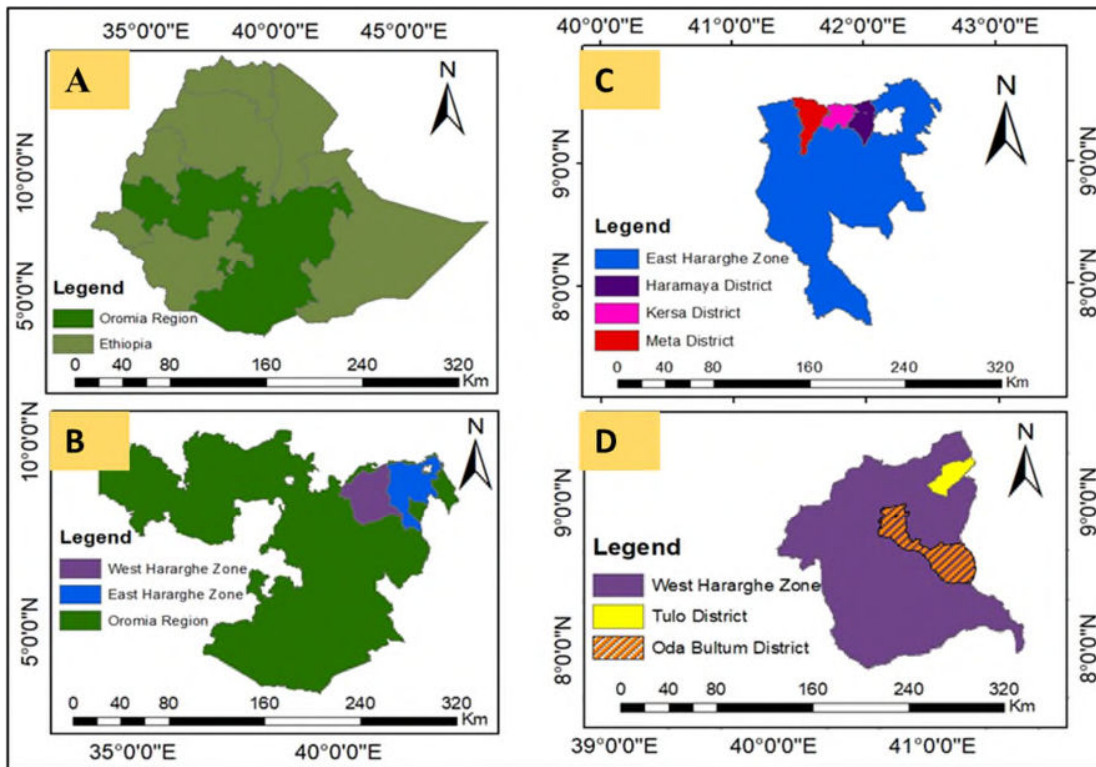 35°0'0"E 40°0'0"E 45°0'0"E
A
N
10°0'0"N
5°0'0"N
Legend
Oromia Region
Ethiopia
0 40 80 160 240 320
Km
B
N
10°0'0"N
5°0'0"N
Legend
West Hararghe Zone
East Hararghe Zone
Oromia Region
0 40 80 160 240 320
Km
35°0'0"E 40°0'0"E
40°0'0"E 41°0'0"E 42°0'0"E 43°0'0"E
C
N
9°0'0"N
8°0'0"N
9°0'0"N
8°0'0"N
Legend
East Hararghe Zone
Haramaya District
Kersa District
Meta District
0 40 80 160 240 320
Km
D
N
9°0'0"N
8°0'0"N
9°0'0"N
8°0'0"N
Legend
West Hararghe Zone
Tulo District
Oda Bultum District
0 40 80 160 240 320
Km
39°0'0"E 40°0'0"E 41°0'0"E